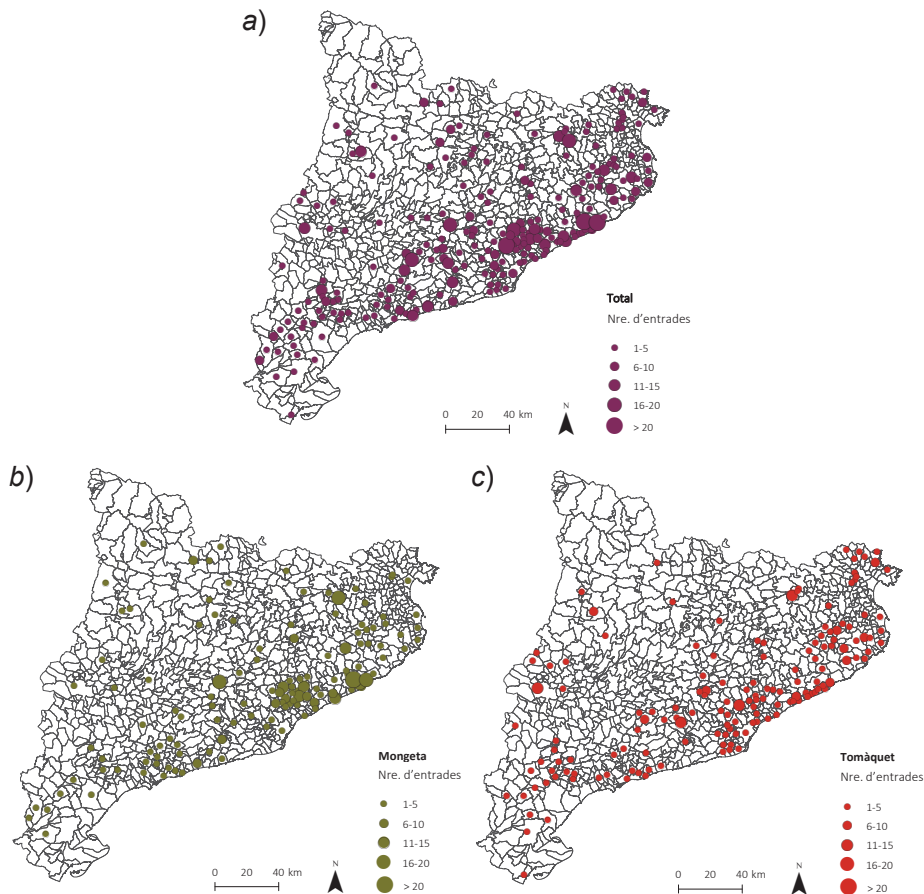 a)
Total
Nre. d’entrades
1-5
6-10
11-15
16-20
> 20
0 20 40 km
N
b)
Mongeta
Nre. d’entrades
1-5
6-10
11-15
16-20
> 20
0 20 40 km
N
c)
Tomàquet
Nre. d’entrades
1-5
6-10
11-15
16-20
> 20
0 20 40 km
N